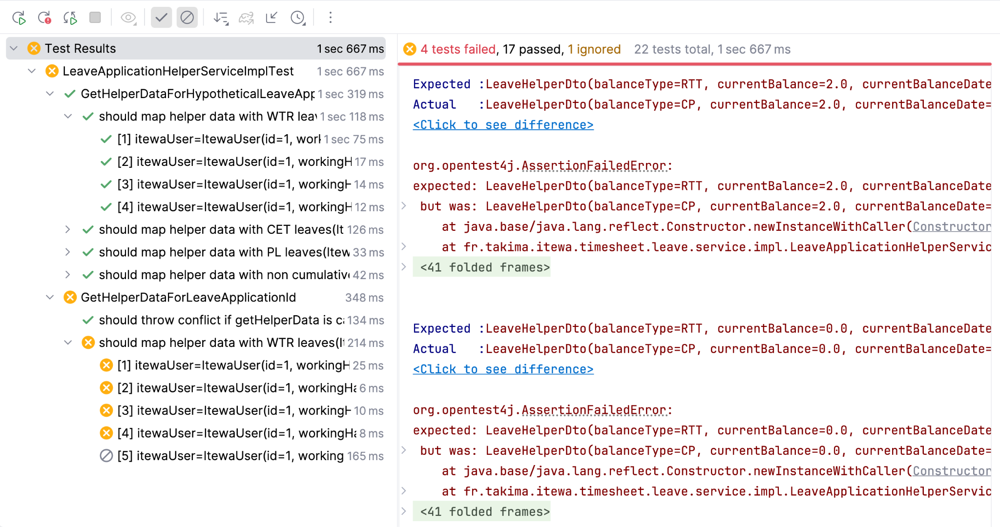 Test Results 1 sec 667 ms
LeaveApplicationHelperServiceImplTest 1 sec 667 ms
GetHelperDataForHypotheticalLeaveApp 1 sec 319 ms
should map helper data with WTR leav 1 sec 118 ms
[1] itewaUser=ItewaUser(id=1, work 1 sec 75 ms
[2] itewaUser=ItewaUser(id=1, workingH 17 ms
[3] itewaUser=ItewaUser(id=1, workingH 14 ms
[4] itewaUser=ItewaUser(id=1, workingH 12 ms
should map helper data with CET leaves(It 126 ms
should map helper data with PL leaves(Itew 33 ms
should map helper data with non cumulative 42 ms
GetHelperDataForLeaveApplicationId 348 ms
should throw conflict if getHelperData is ca 134 ms
should map helper data with WTR leaves(It 214 ms
[1] itewaUser=ItewaUser(id=1, workingH 25 ms
[2] itewaUser=ItewaUser(id=1, workingHa 6 ms
[3] itewaUser=ItewaUser(id=1, workingH 10 ms
[4] itewaUser=ItewaUser(id=1, workingHa 8 ms
[5] itewaUser=ItewaUser(id=1, working 165 ms
4 tests failed, 17 passed, 1 ignored 22 tests total, 1 sec 667 ms
Expected :LeaveHelperDto(balanceType=RTT, currentBalance=2.0, currentBalanceDate
Actual   :LeaveHelperDto(balanceType=CP, currentBalance=2.0, currentBalanceDate=
<Click to see difference>
org.opentest4j.AssertionFailedError:
expected: LeaveHelperDto(balanceType=RTT, currentBalance=2.0, currentBalanceDate
but was: LeaveHelperDto(balanceType=CP, currentBalance=2.0, currentBalanceDate=
at java.base/java.lang.reflect.Constructor.newInstanceWithCaller(Constructor
at fr.takima.itewa.timesheet.leave.service.impl.LeaveApplicationHelperServic
<41 folded frames>
Expected :LeaveHelperDto(balanceType=RTT, currentBalance=0.0, currentBalanceDate
Actual   :LeaveHelperDto(balanceType=CP, currentBalance=0.0, currentBalanceDate=
<Click to see difference>
org.opentest4j.AssertionFailedError:
expected: LeaveHelperDto(balanceType=RTT, currentBalance=0.0, currentBalanceDate
but was: LeaveHelperDto(balanceType=CP, currentBalance=0.0, currentBalanceDate=
at java.base/java.lang.reflect.Constructor.newInstanceWithCaller(Constructor
at fr.takima.itewa.timesheet.leave.service.impl.LeaveApplicationHelperServic
<41 folded frames>